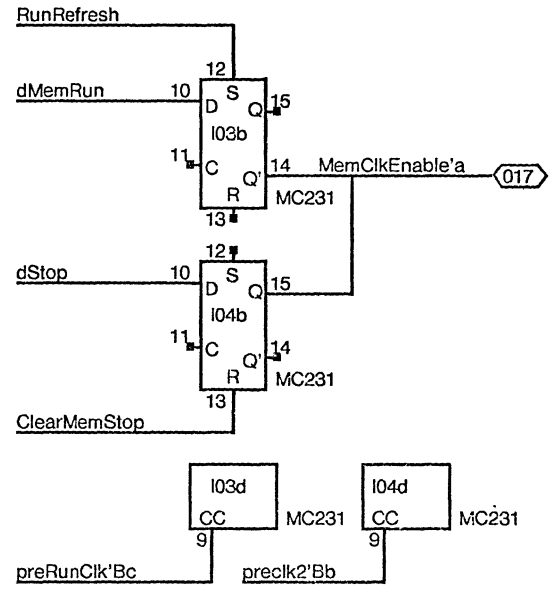 RunRefresh
12
dMemRun
10
D
S
Q
15
I03b
11
C
Q'
14
MemClkEnable'a
017
R
MC231
13
12
dStop
10
D
S
Q
15
I04b
11
C
Q'
14
R
MC231
13
ClearMemStop
I03d
I04d
CC
MC231
CC
MC231
9
9
preRunClk'Bc
preclk2'Bb